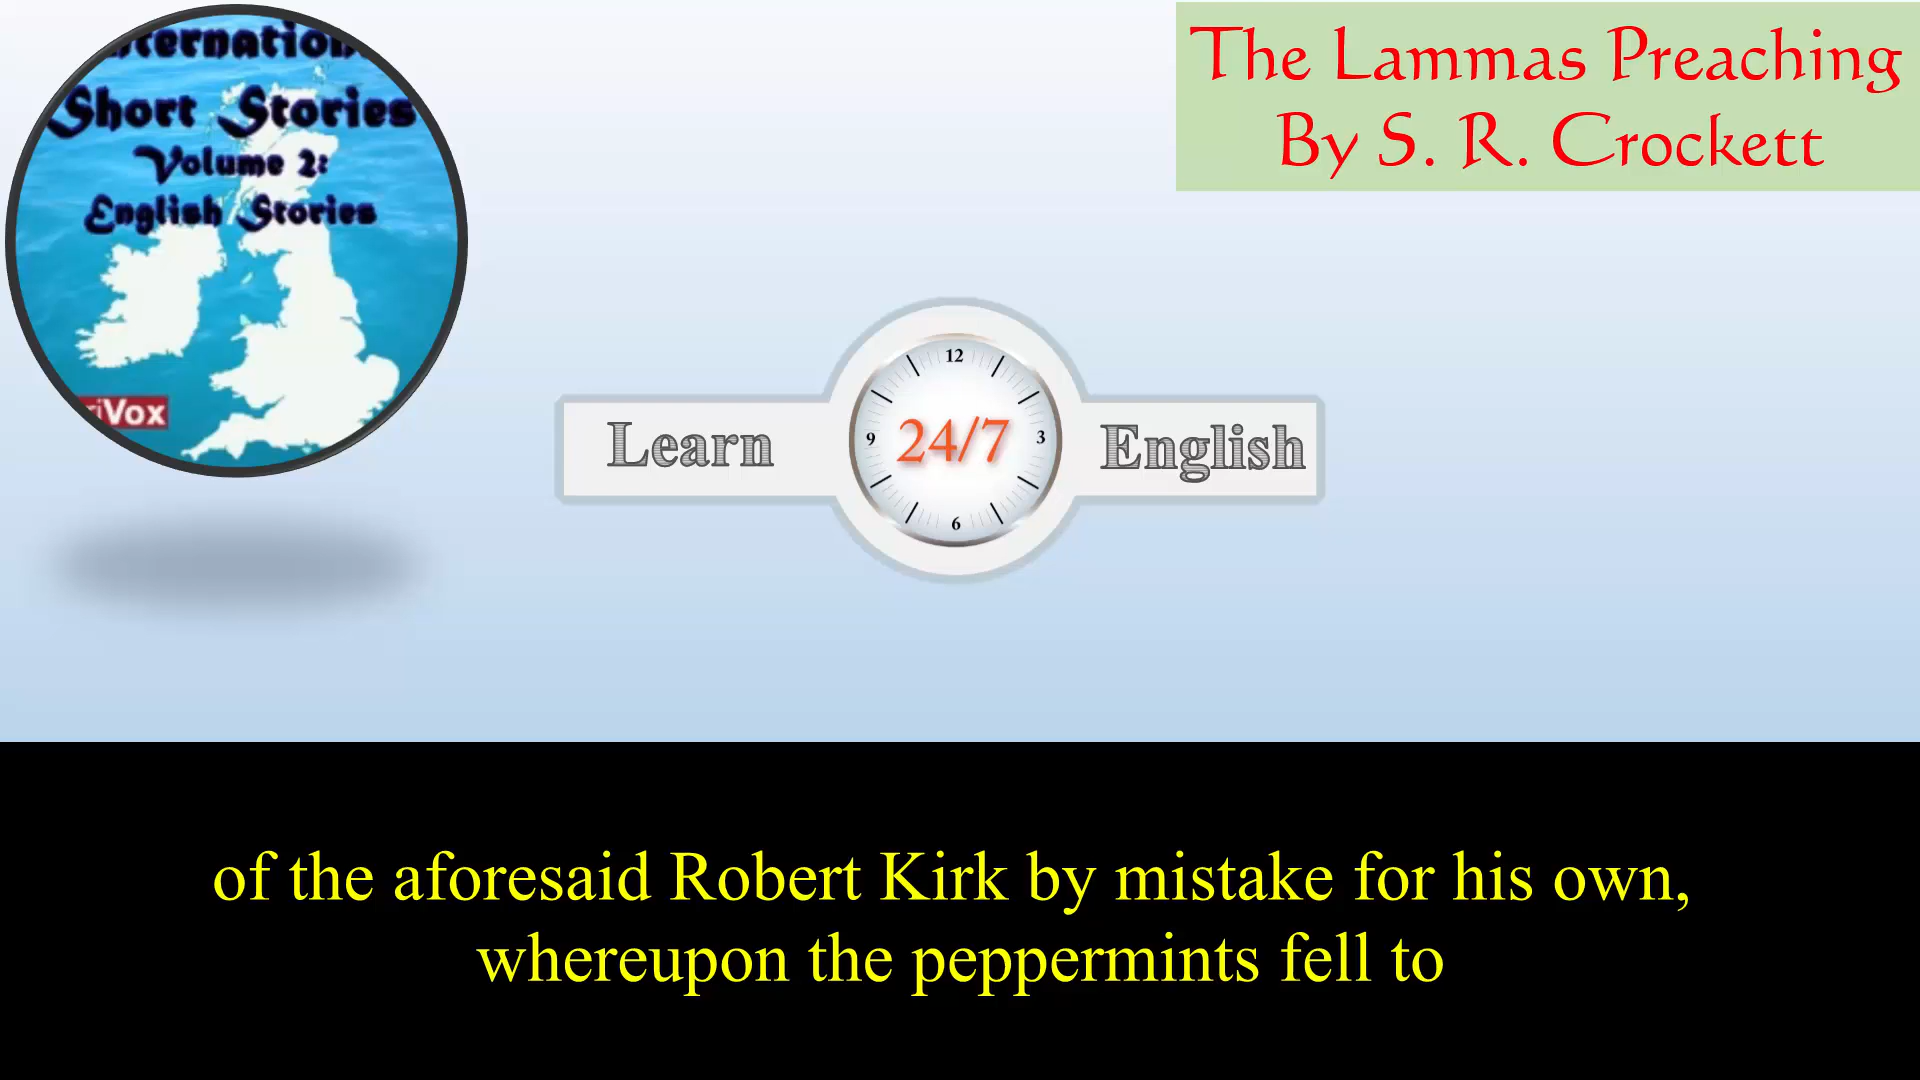 Short Stories
Volume 2:
English Stories
Vox
The Lammas Preaching
By S. R. Crockett
12
Learn
9
24/7
3
English
6
of the aforesaid Robert Kirk by mistake for his own,
whereupon the peppermints fell to